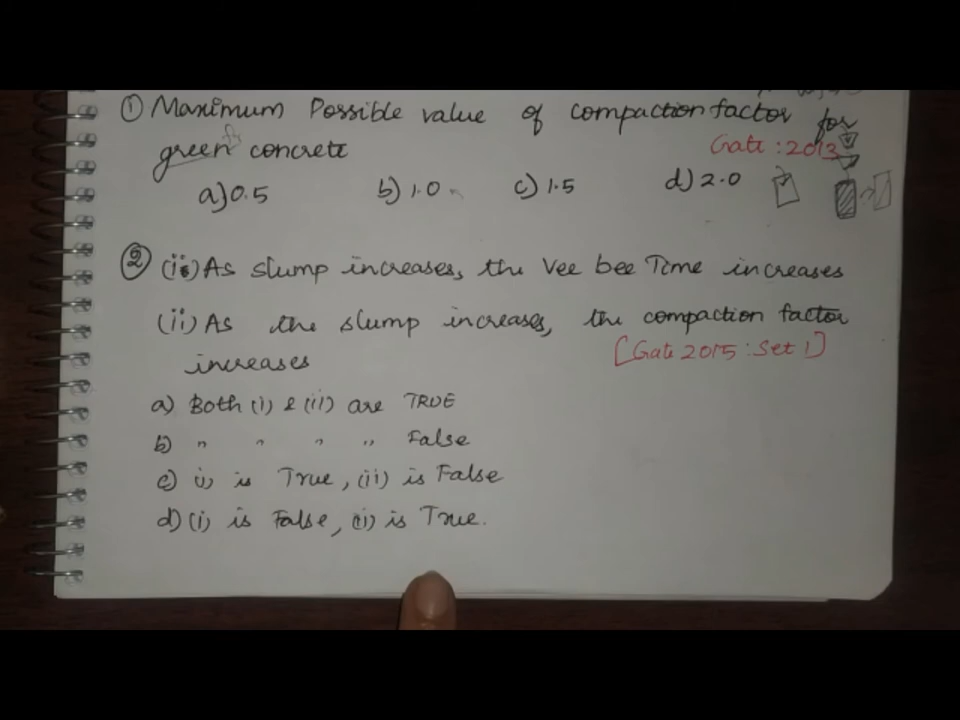 ① Maximum Possible value of compaction factor for
green concrete Gate : 2013
a) 0.5 b) 1.0 c) 1.5 d) 2.0
② (i) As slump increases, the Vee bee Time increases
(ii) As the slump increases, the compaction factor
increases [Gate 2015 : Set 1]
a) Both (i) & (ii) are TRUE
b) " " " " False
c) (i) is True, (ii) is False
d) (i) is False, (ii) is True.